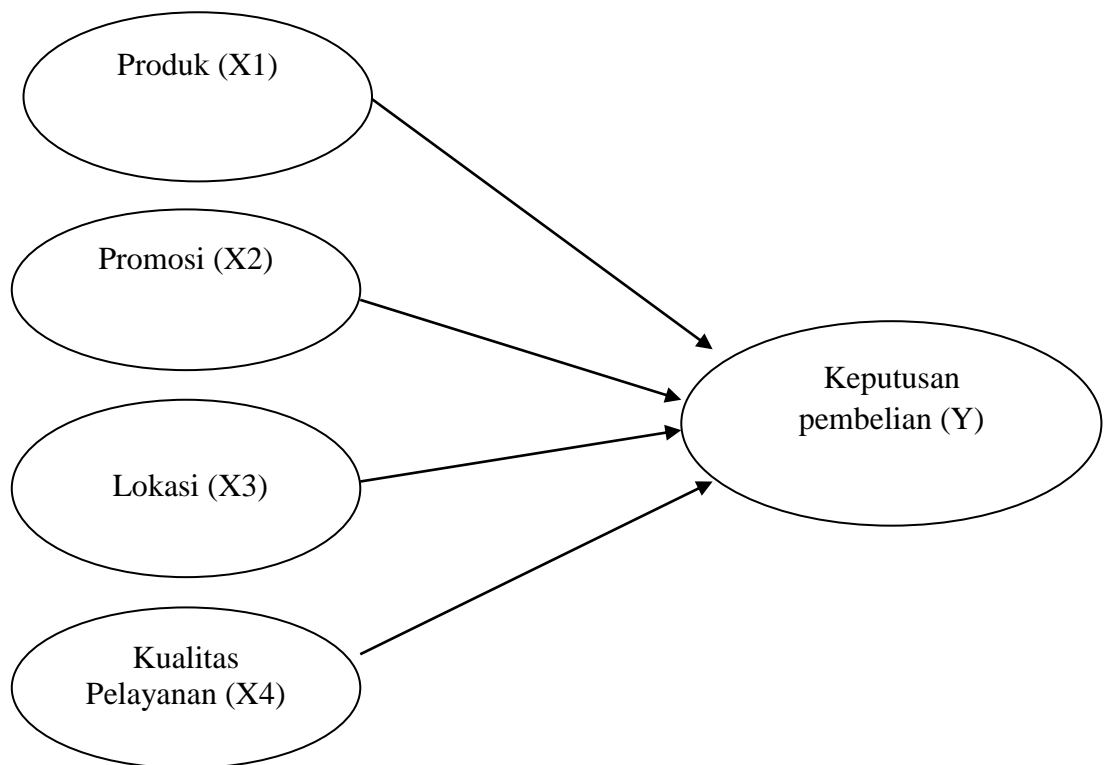 Produk (X1)
Promosi (X2)
Lokasi (X3)
Kualitas
Pelayanan (X4)
Keputusan
pembelian (Y)